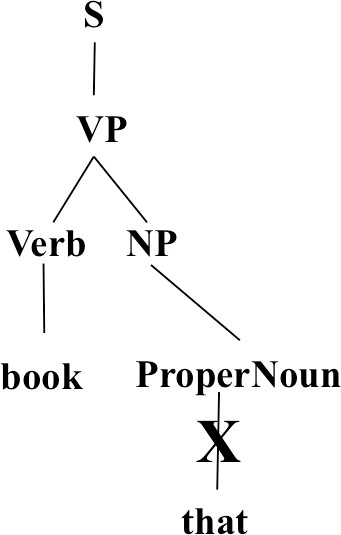 S
VP
Verb NP
book ProperNoun
X
that